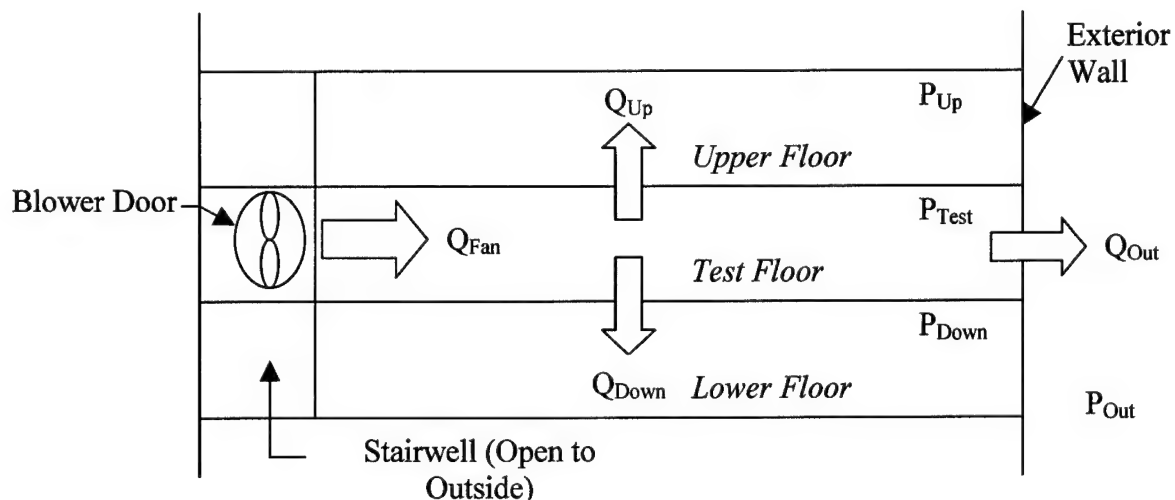 Exterior
Wall
P_Up
Q_Up
Upper Floor
Blower Door
P_Test
Q_Fan
Q_Out
Test Floor
P_Down
Q_Down
Lower Floor
P_Out
Stairwell (Open to
Outside)